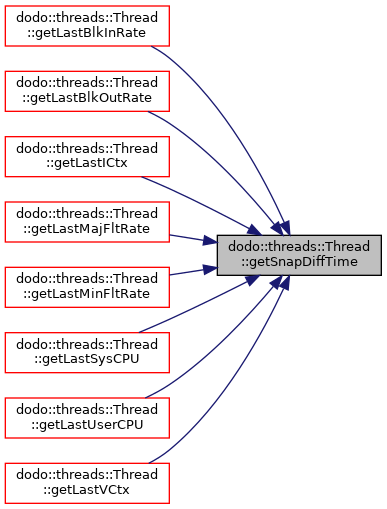 dodo::threads::Thread
::getLastBlkInRate
dodo::threads::Thread
::getLastBlkOutRate
dodo::threads::Thread
::getLastICtx
dodo::threads::Thread
::getLastMajFltRate
dodo::threads::Thread
::getSnapDiffTime
dodo::threads::Thread
::getLastMinFltRate
dodo::threads::Thread
::getLastSysCPU
dodo::threads::Thread
::getLastUserCPU
dodo::threads::Thread
::getLastVCtx